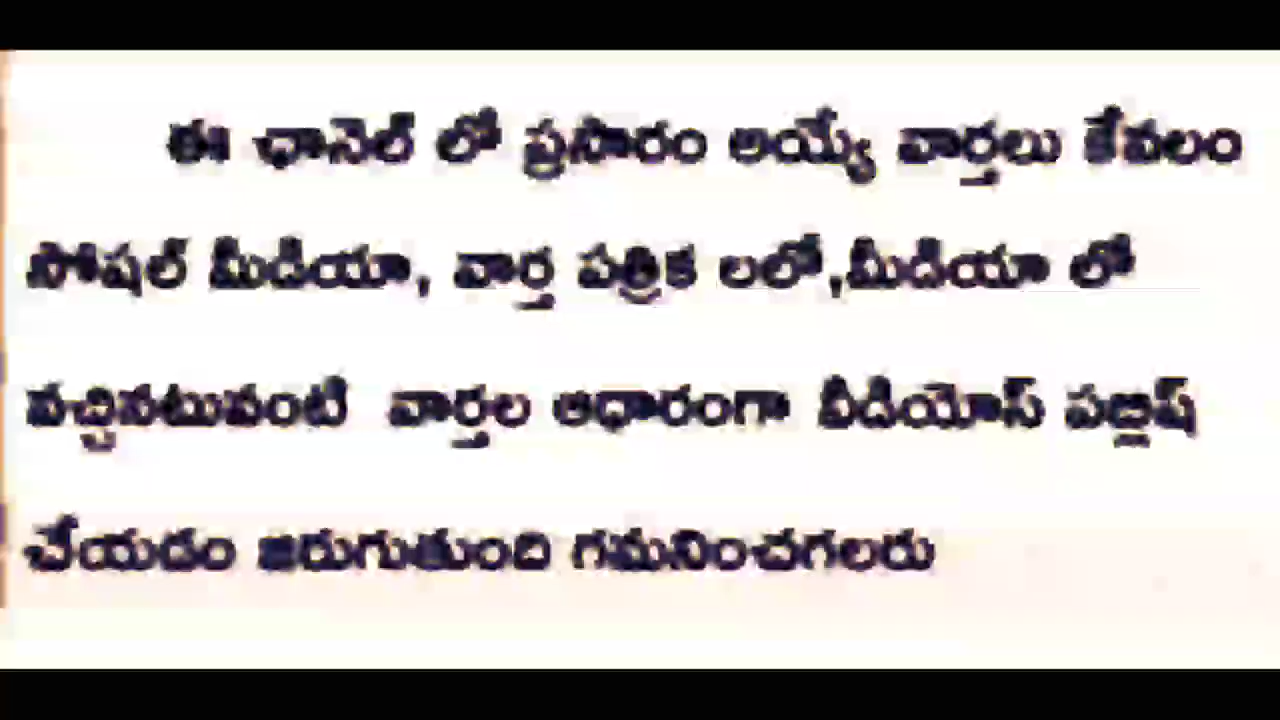 ఈ ఛానెల్ లో ప్రసారం అయ్యే వార్తలు కేవలం
సోషల్ మీడియా, వార్త పత్రిక లలో,మీడియా లో
వచ్చినటువంటి వార్తల ఆధారంగా వీడియోస్ పబ్లిష్
చేయడం జరుగుతుంది గమనించగలరు